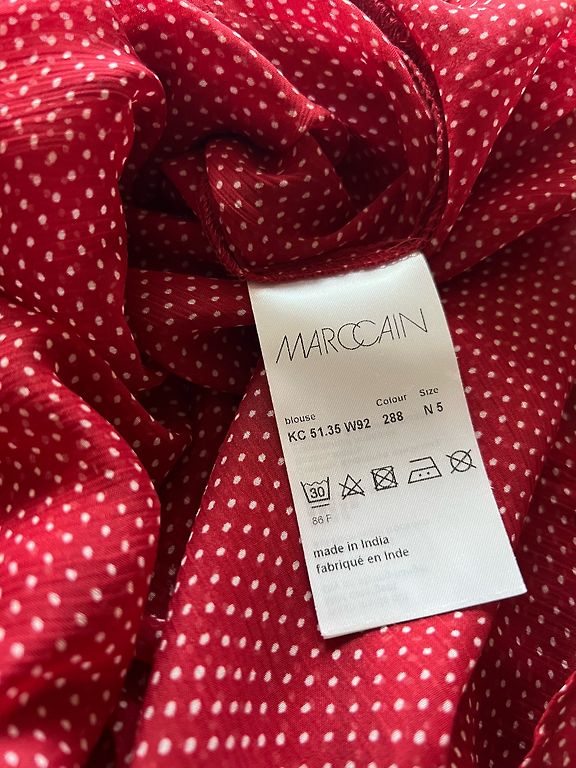 MARCCAIN
blouse Colour Size
KC 51.35 W92 288 N 5
30
86 F
made in India
fabriqué en Inde